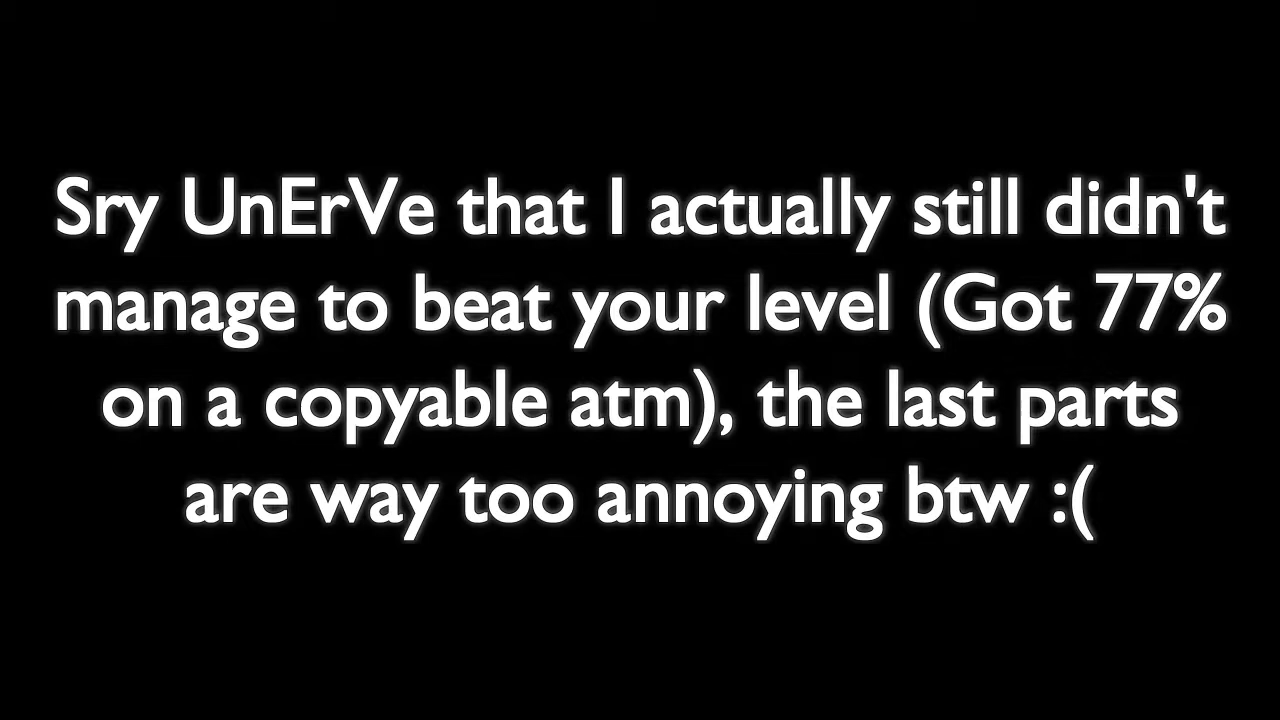 Sry UnErVe that I actually still didn't
manage to beat your level (Got 77%
on a copyable atm), the last parts
are way too annoying btw :(